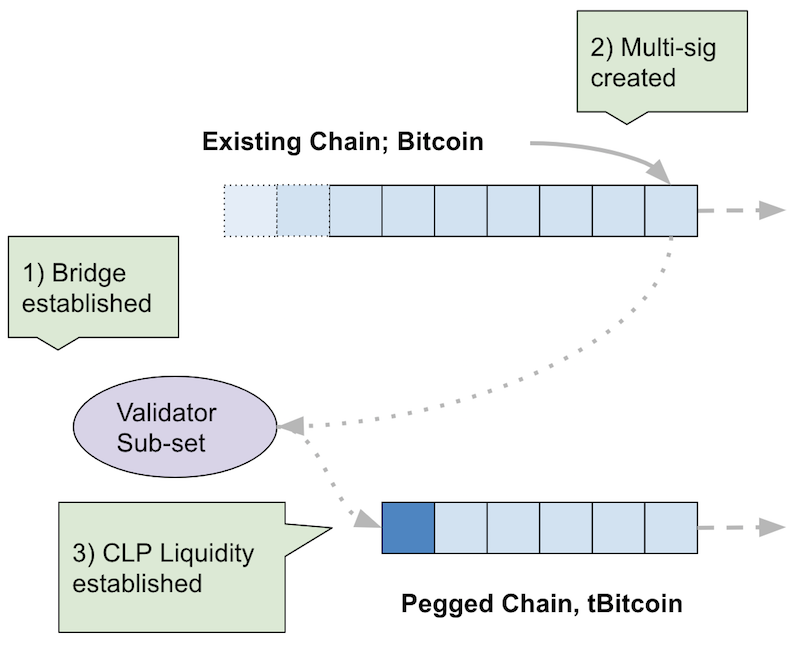 2) Multi-sig
created
Existing Chain; Bitcoin
1) Bridge
established
Validator
Sub-set
3) CLP Liquidity
established
Pegged Chain, tBitcoin